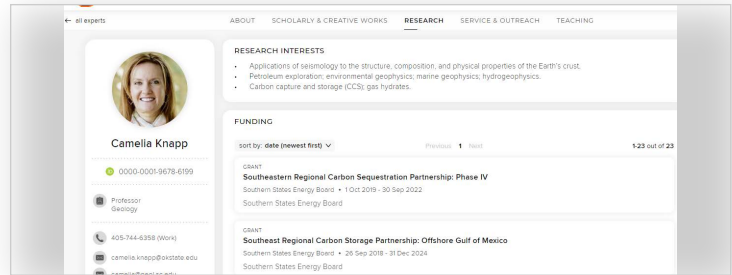 ← all experts
ABOUT SCHOLARLY & CREATIVE WORKS RESEARCH SERVICE & OUTREACH TEACHING
Camelia Knapp
0000-0001-9678-6199
Professor
Geology
405-744-6358 (Work)
camelia.knapp@okstate.edu
RESEARCH INTERESTS
• Applications of seismology to the structure, composition, and physical properties of the Earth's crust.
• Petroleum exploration; environmental geophysics; marine geophysics; hydrogeophysics.
• Carbon capture and storage (CCS); gas hydrates.
FUNDING
sort by: date (newest first)
Previous 1 Next
1-23 out of 23
GRANT
Southeastern Regional Carbon Sequestration Partnership: Phase IV
Southern States Energy Board • 1 Oct 2019 - 30 Sep 2022
Southern States Energy Board
GRANT
Southeast Regional Carbon Storage Partnership: Offshore Gulf of Mexico
Southern States Energy Board • 26 Sep 2018 - 31 Dec 2024
Southern States Energy Board